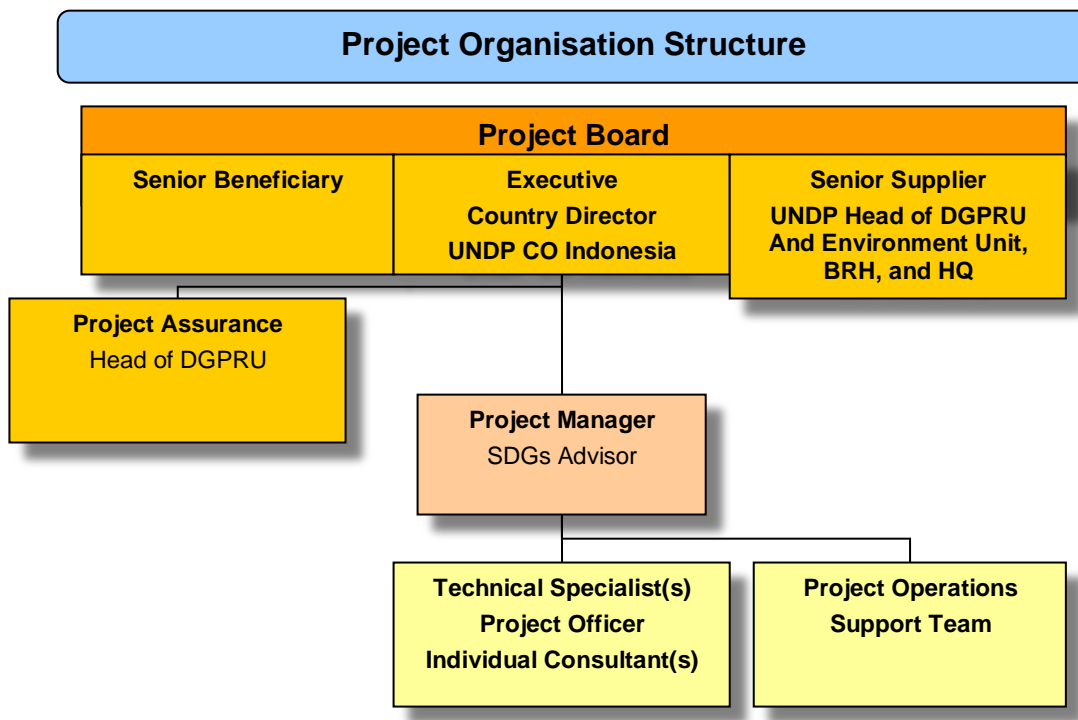 Project Organisation Structure
Project Board
Senior Beneficiary
Executive
Country Director
UNDP CO Indonesia
Senior Supplier
UNDP Head of DGPRU
And Environment Unit,
BRH, and HQ
Project Assurance
Head of DGPRU
Project Manager
SDGs Advisor
Technical Specialist(s)
Project Officer
Individual Consultant(s)
Project Operations
Support Team